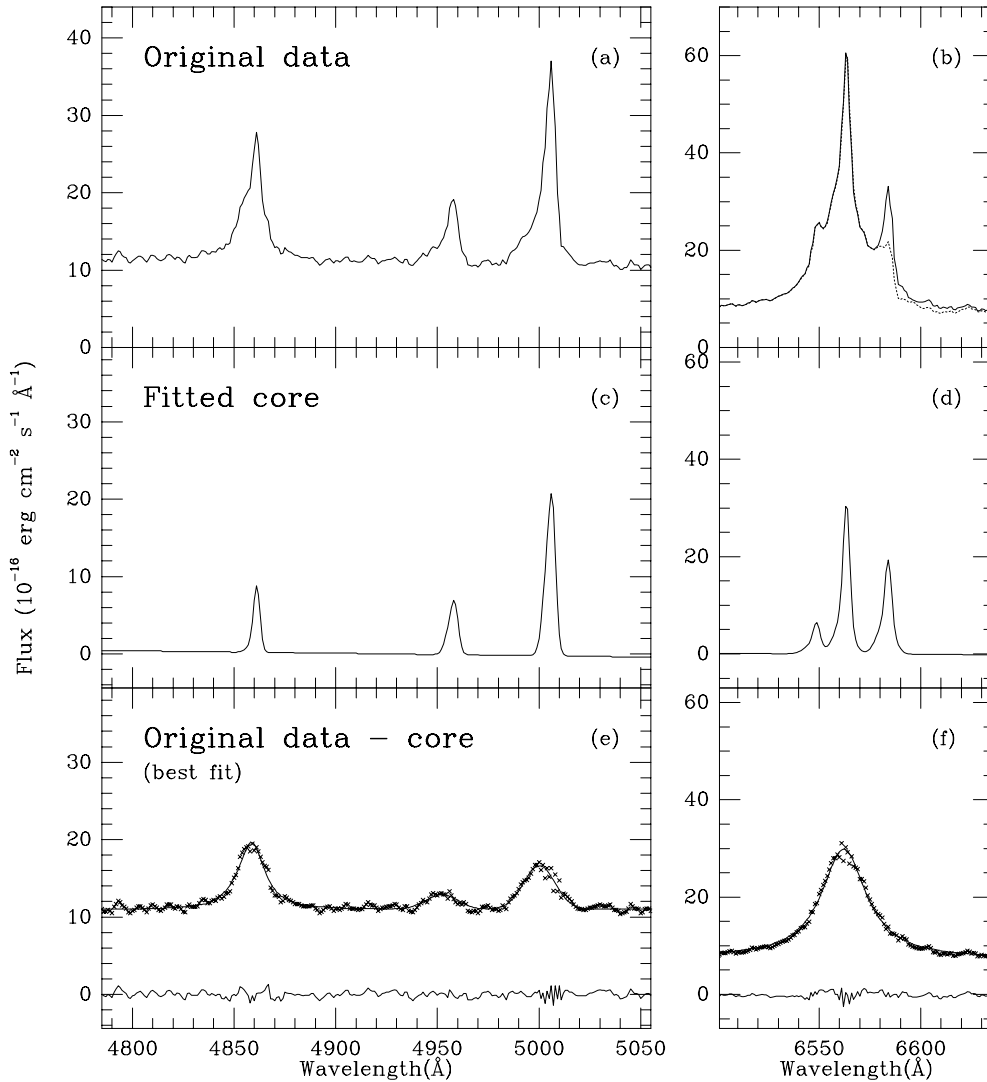 Original data
(a)
(b)
40
30
20
10
0
60
40
20
0
Fitted core
(c)
(d)
30
20
10
0
60
40
20
0
Flux (10⁻¹⁶ erg cm⁻² s⁻¹ Å⁻¹)
Original data – core
(best fit)
(e)
(f)
30
20
10
0
60
40
20
0
4800 4850 4900 4950 5000 5050
6550 6600
Wavelength(Å)
Wavelength(Å)